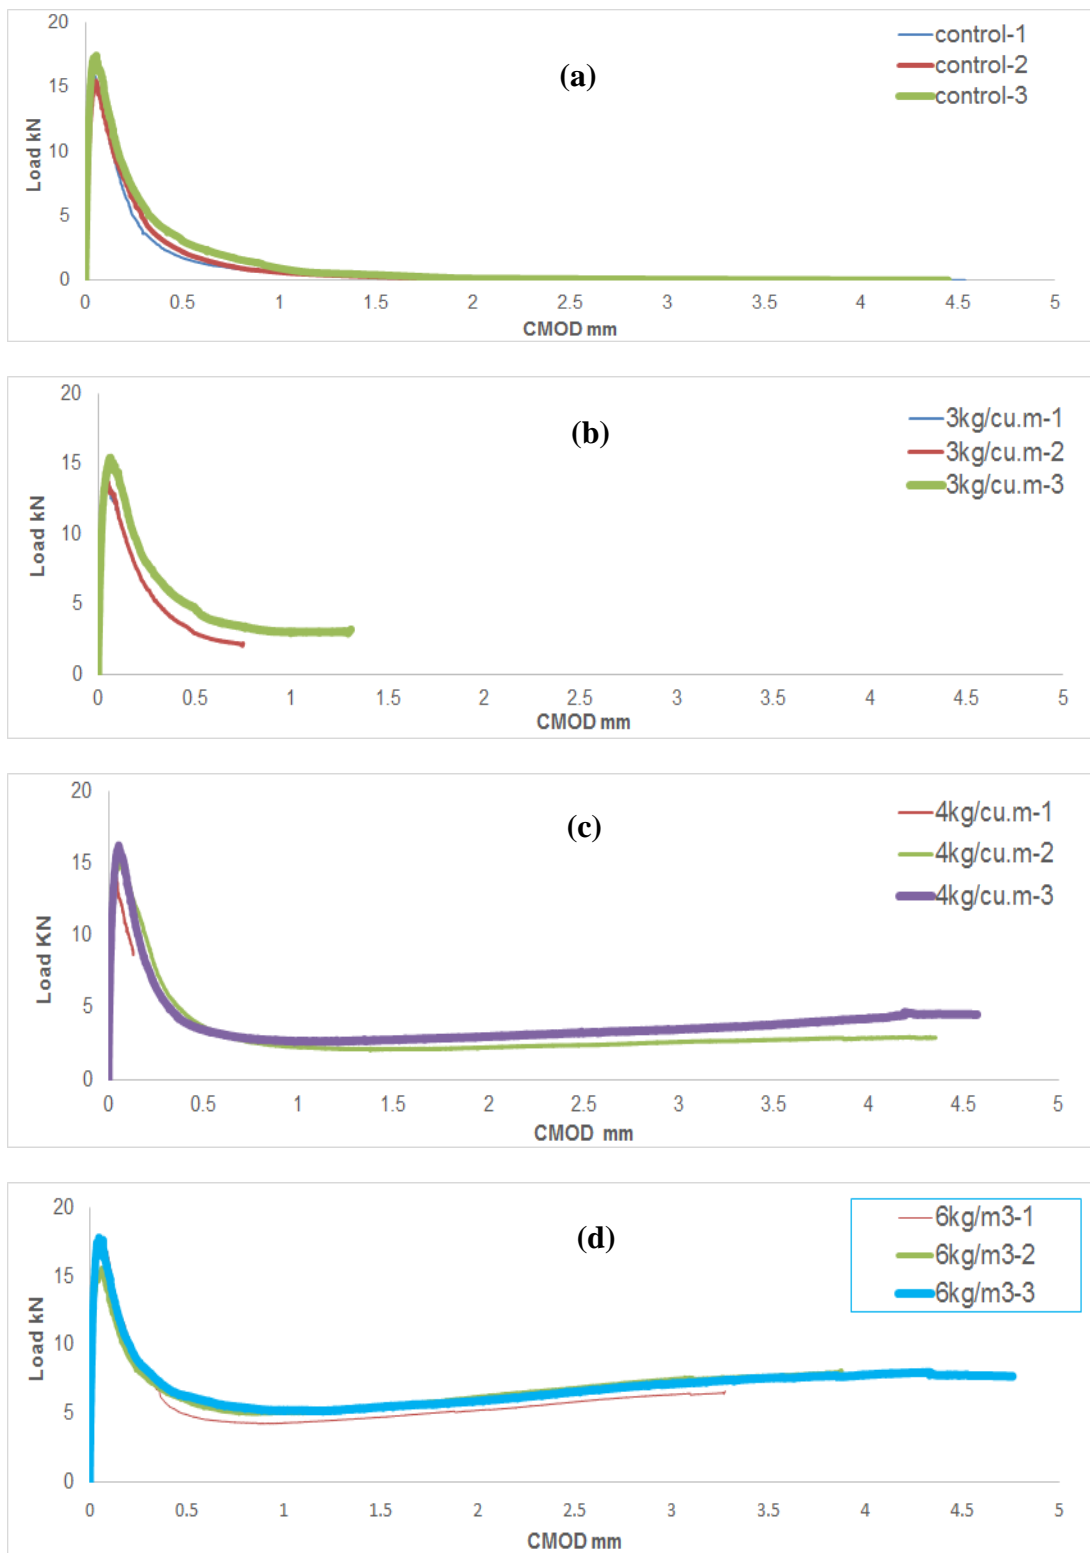 20
control-1
(a)
control-2
15
control-3
Load kN
10
5
0
0 0.5 1 1.5 2 2.5 3 3.5 4 4.5 5
CMOD mm
20
3kg/cu.m-1
(b)
3kg/cu.m-2
15
3kg/cu.m-3
Load kN
10
5
0
0 0.5 1 1.5 2 2.5 3 3.5 4 4.5 5
CMOD mm
20
4kg/cu.m-1
(c)
4kg/cu.m-2
15
4kg/cu.m-3
Load KN
10
5
0
0 0.5 1 1.5 2 2.5 3 3.5 4 4.5 5
CMOD mm
20
6kg/m3-1
(d)
6kg/m3-2
15
6kg/m3-3
Load kN
10
5
0
0 0.5 1 1.5 2 2.5 3 3.5 4 4.5 5
CMOD mm